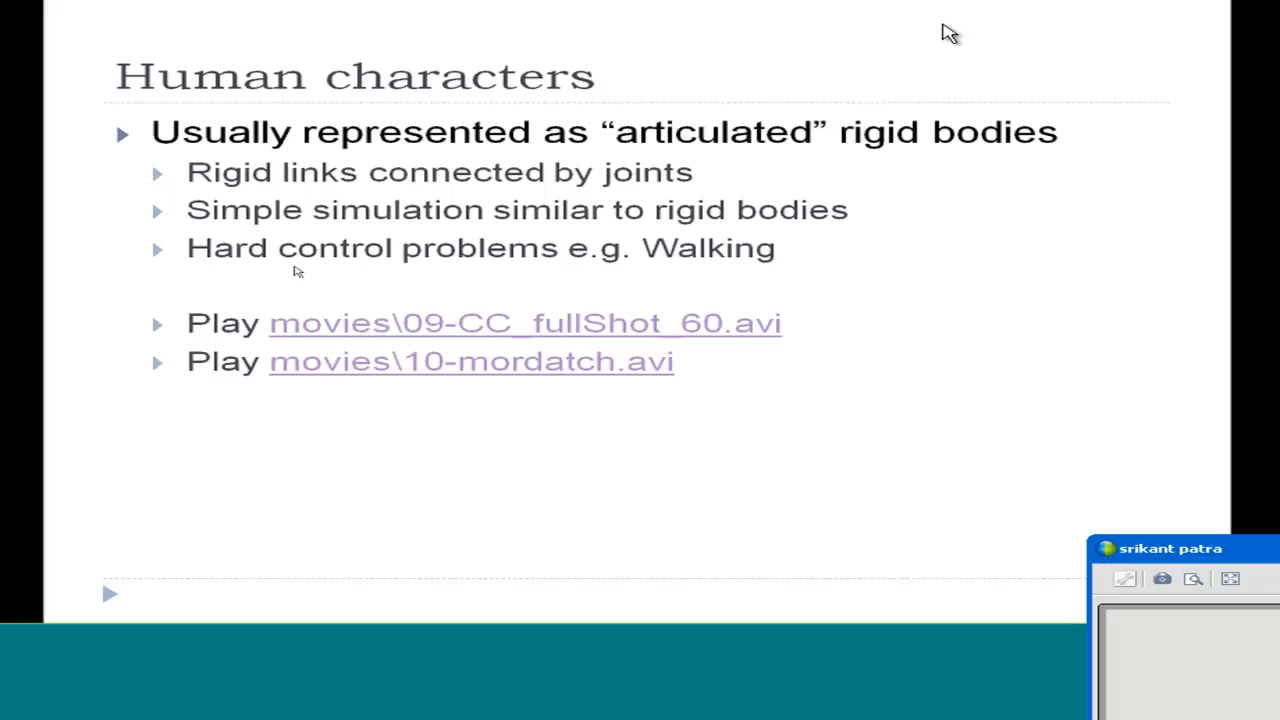 Human characters
Usually represented as “articulated” rigid bodies
Rigid links connected by joints
Simple simulation similar to rigid bodies
Hard control problems e.g. Walking
Play movies\09-CC_fullShot_60.avi
Play movies\10-mordatch.avi
srikant patra